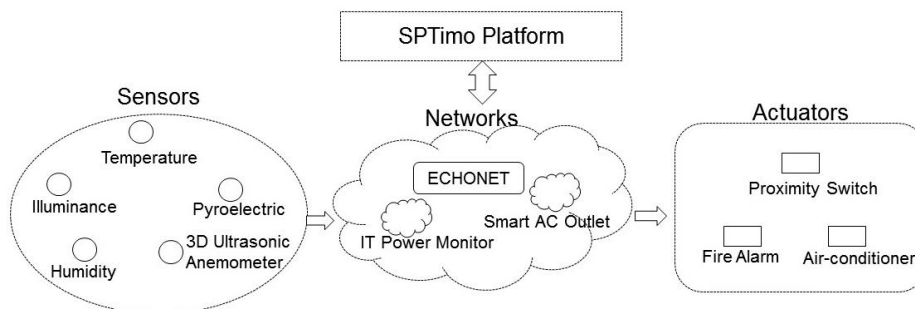 SPTimo Platform
Sensors
Temperature
Illuminance
Pyroelectric
Humidity
3D Ultrasonic
Anemometer
Networks
ECHONET
IT Power Monitor
Smart AC Outlet
Actuators
Proximity Switch
Fire Alarm
Air-conditioner